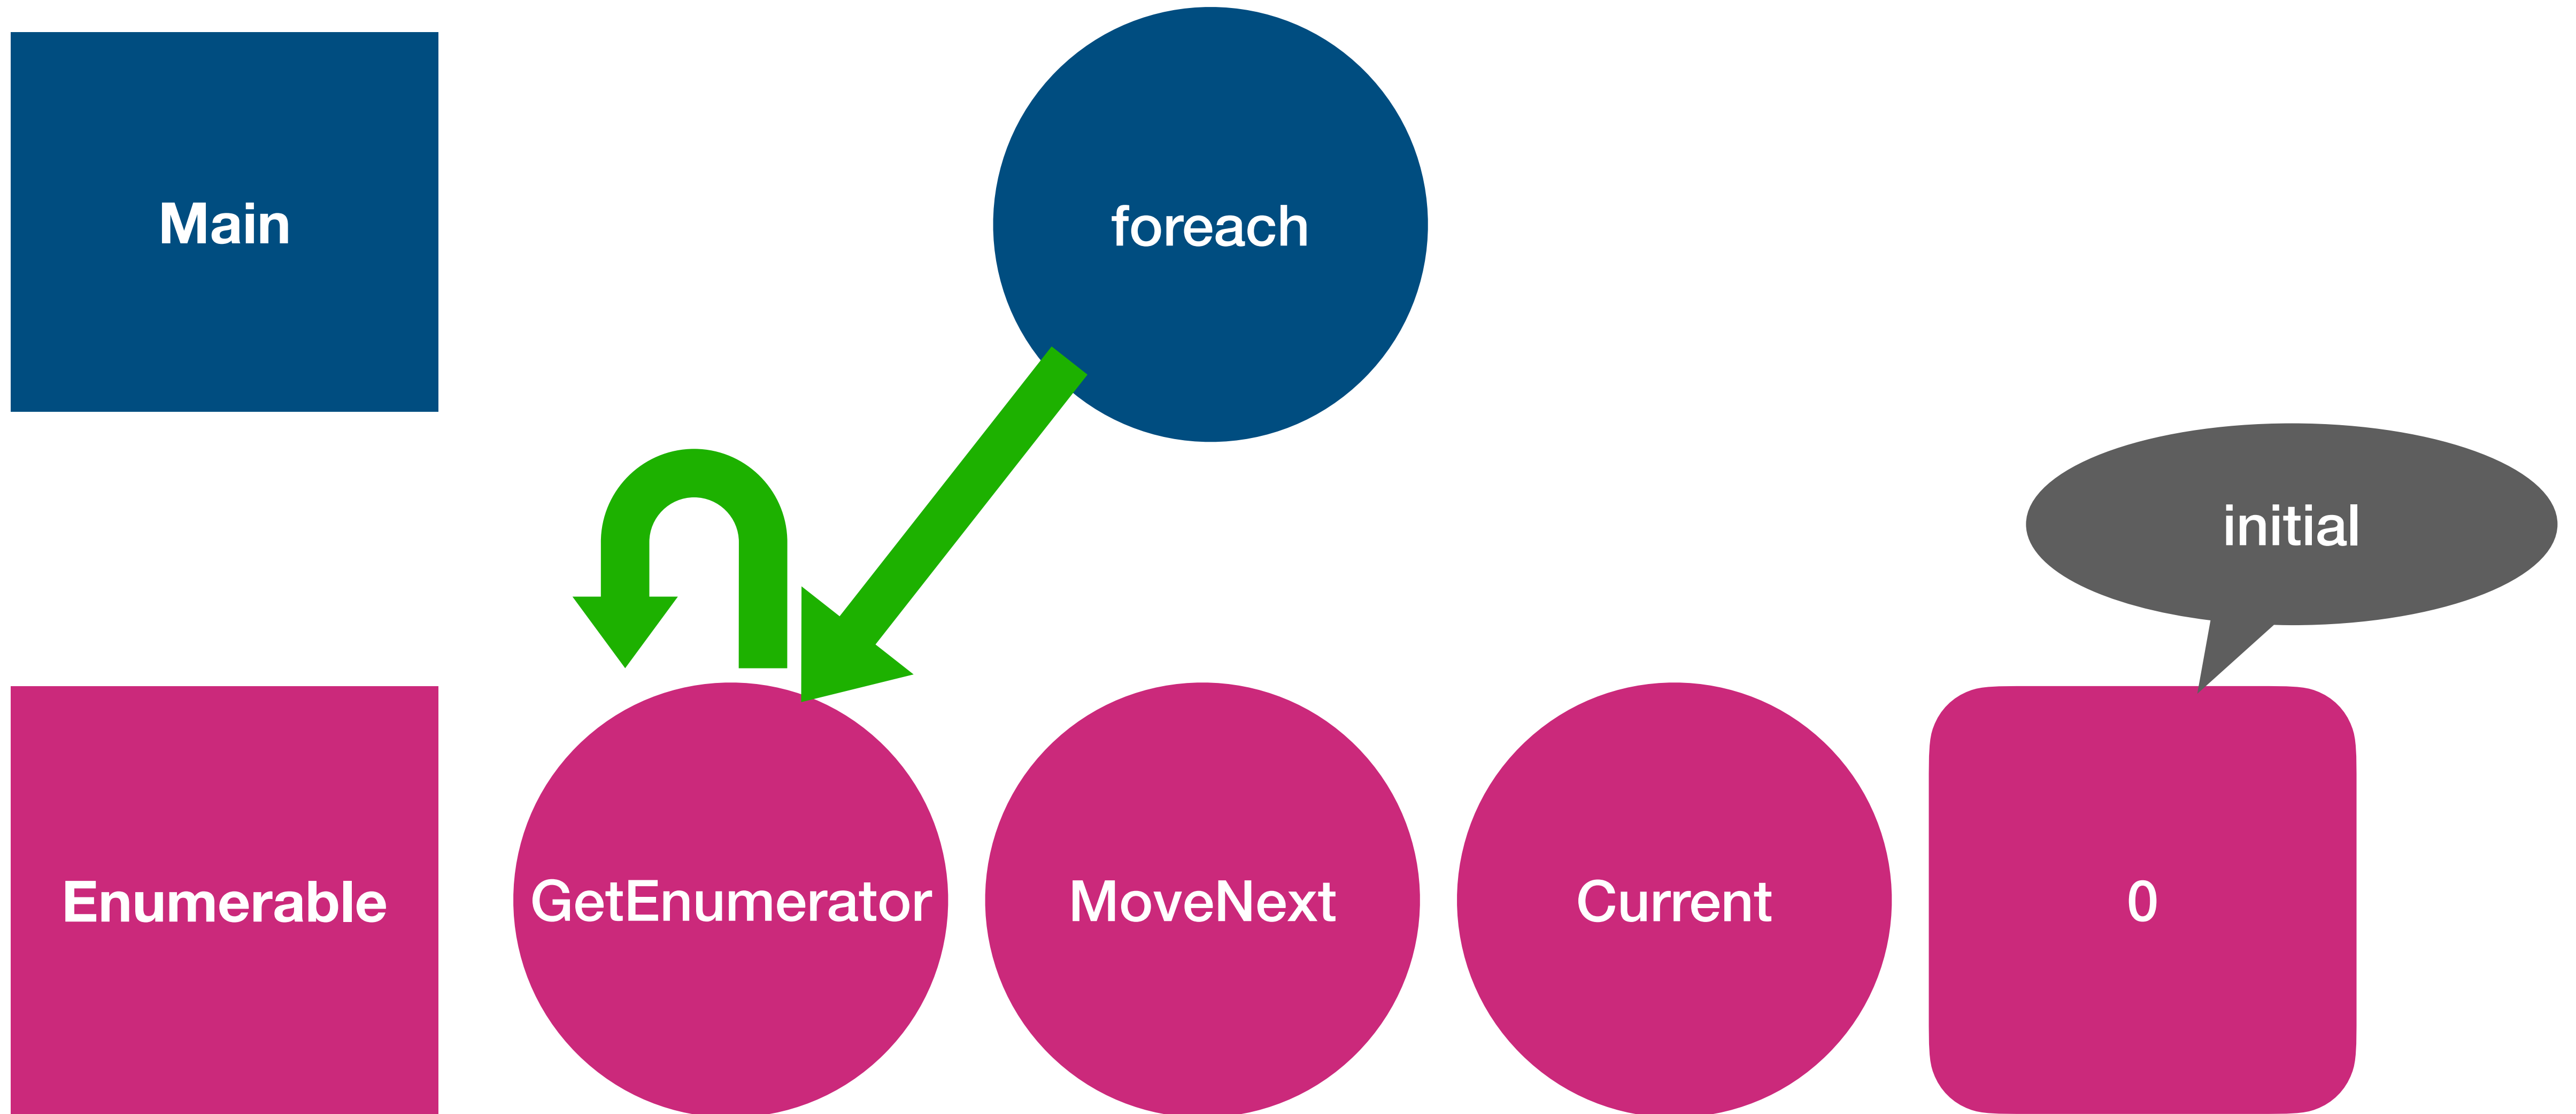 Main
foreach
initial
Enumerable
GetEnumerator
MoveNext
Current
0